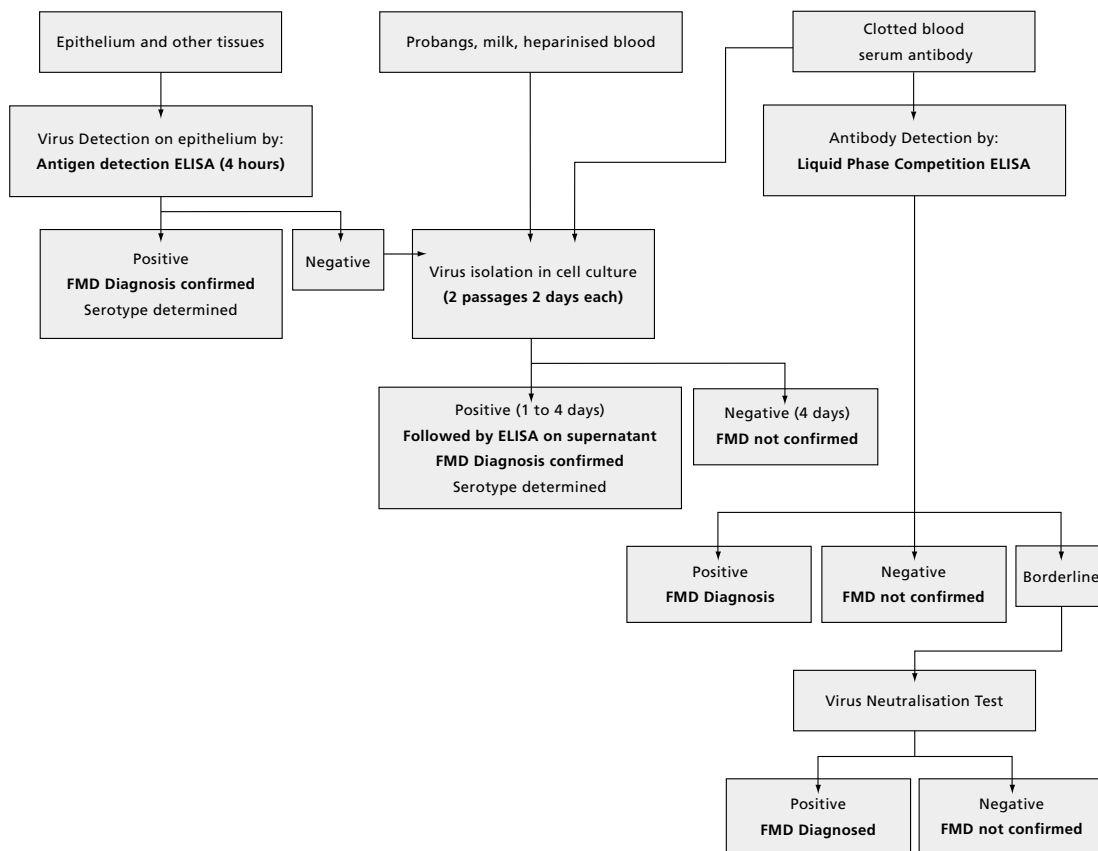 Epithelium and other tissues
Probangs, milk, heparinised blood
Clotted blood
serum antibody
Virus Detection on epithelium by:
Antigen detection ELISA (4 hours)
Antibody Detection by:
Liquid Phase Competition ELISA
Positive
FMD Diagnosis confirmed
Serotype determined
Negative
Virus isolation in cell culture
(2 passages 2 days each)
Positive (1 to 4 days)
Followed by ELISA on supernatant
FMD Diagnosis confirmed
Serotype determined
Negative (4 days)
FMD not confirmed
Positive
FMD Diagnosis
Negative
FMD not confirmed
Borderline
Virus Neutralisation Test
Positive
FMD Diagnosed
Negative
FMD not confirmed